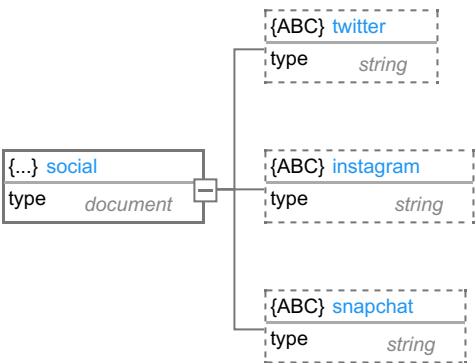 {ABC} twitter
type string
{...} social
type document
{ABC} instagram
type string
{ABC} snapchat
type string